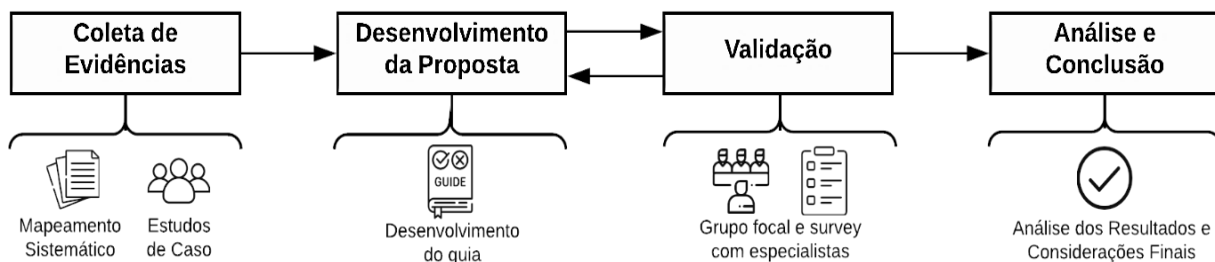 Coleta de
Evidências
Desenvolvimento
da Proposta
Validação
Análise e
Conclusão
Mapeamento
Sistemático
Estudos
de Caso
GUIDE
Desenvolvimento
do guia
Grupo focal e survey
com especialistas
Análise dos Resultados e
Considerações Finais